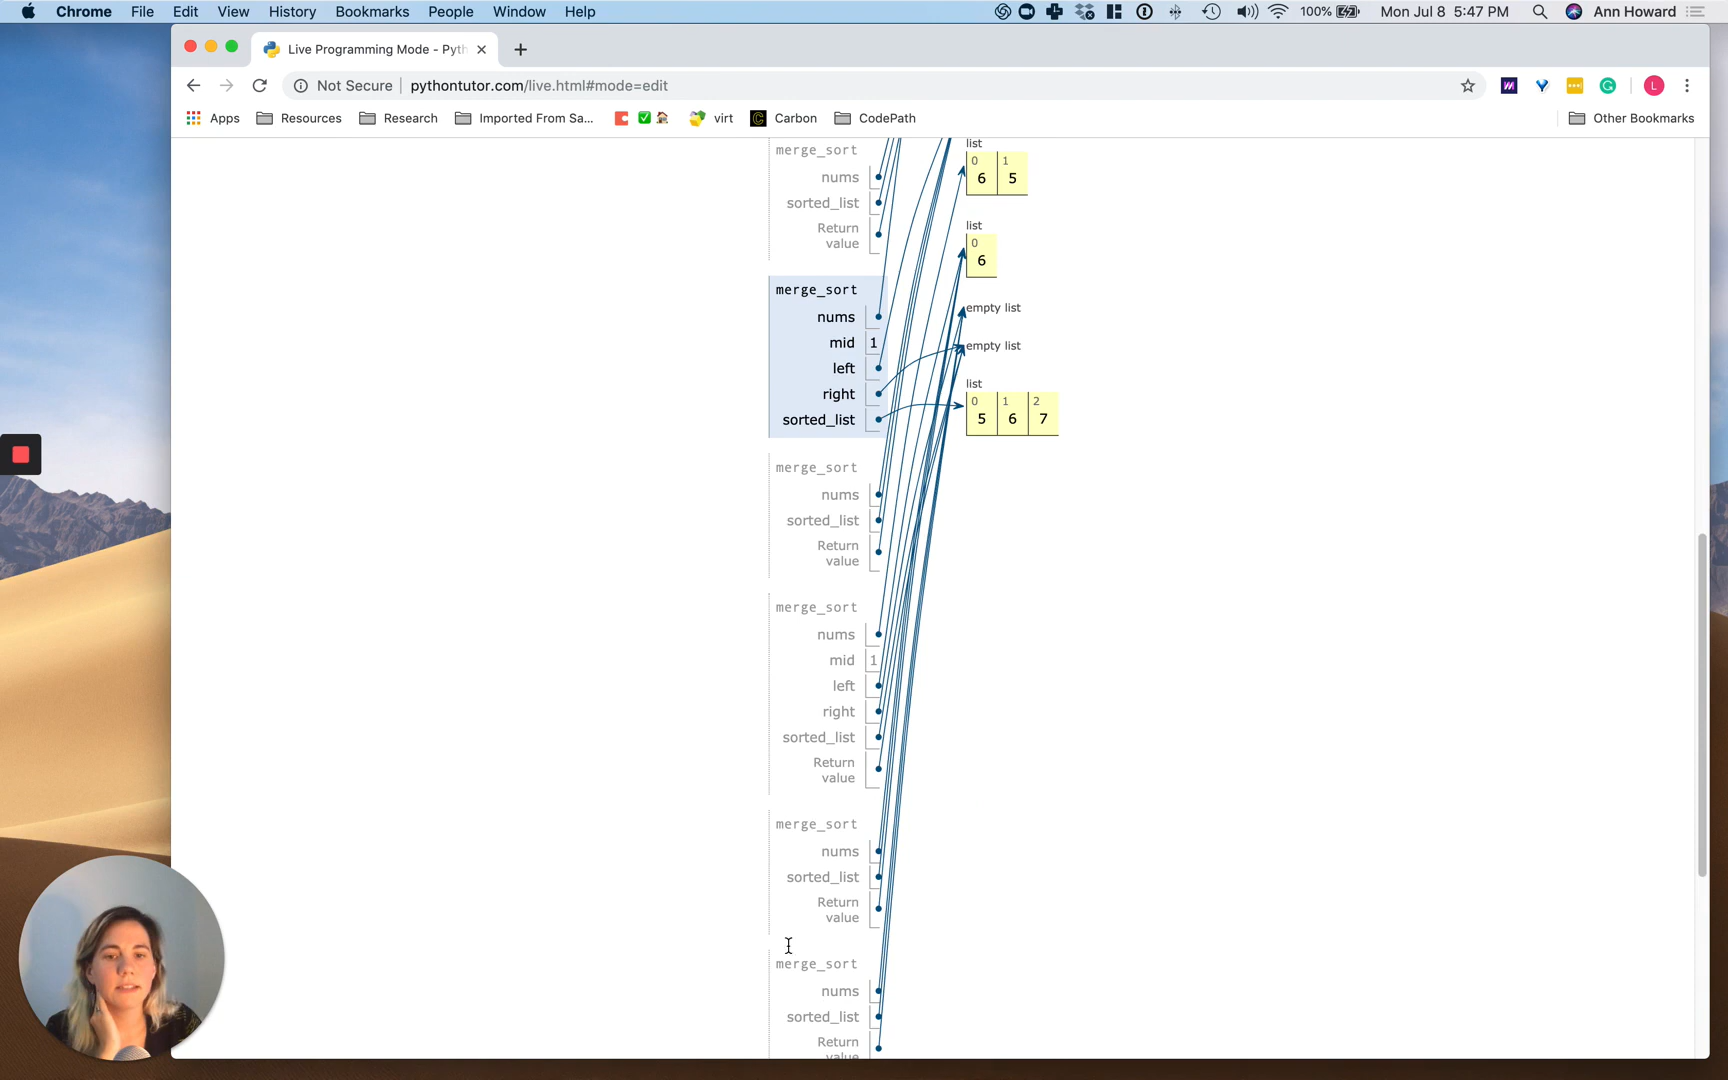 Chrome File Edit View History Bookmarks People Window Help 100% Mon Jul 8 5:47 PM Ann Howard
Live Programming Mode - Pyth
Not Secure | pythontutor.com/live.html#mode=edit L
Apps Resources Research Imported From Sa... virt Carbon CodePath Other Bookmarks
merge_sort
nums
sorted_list
Return
value
merge_sort
nums
mid 1
left
right
sorted_list
merge_sort
nums
sorted_list
Return
value
merge_sort
nums
mid 1
left
right
sorted_list
Return
value
merge_sort
nums
sorted_list
Return
value
merge_sort
nums
sorted_list
Return
value
list
0 1
6 5
list
0
6
empty list
empty list
list
0 1 2
5 6 7